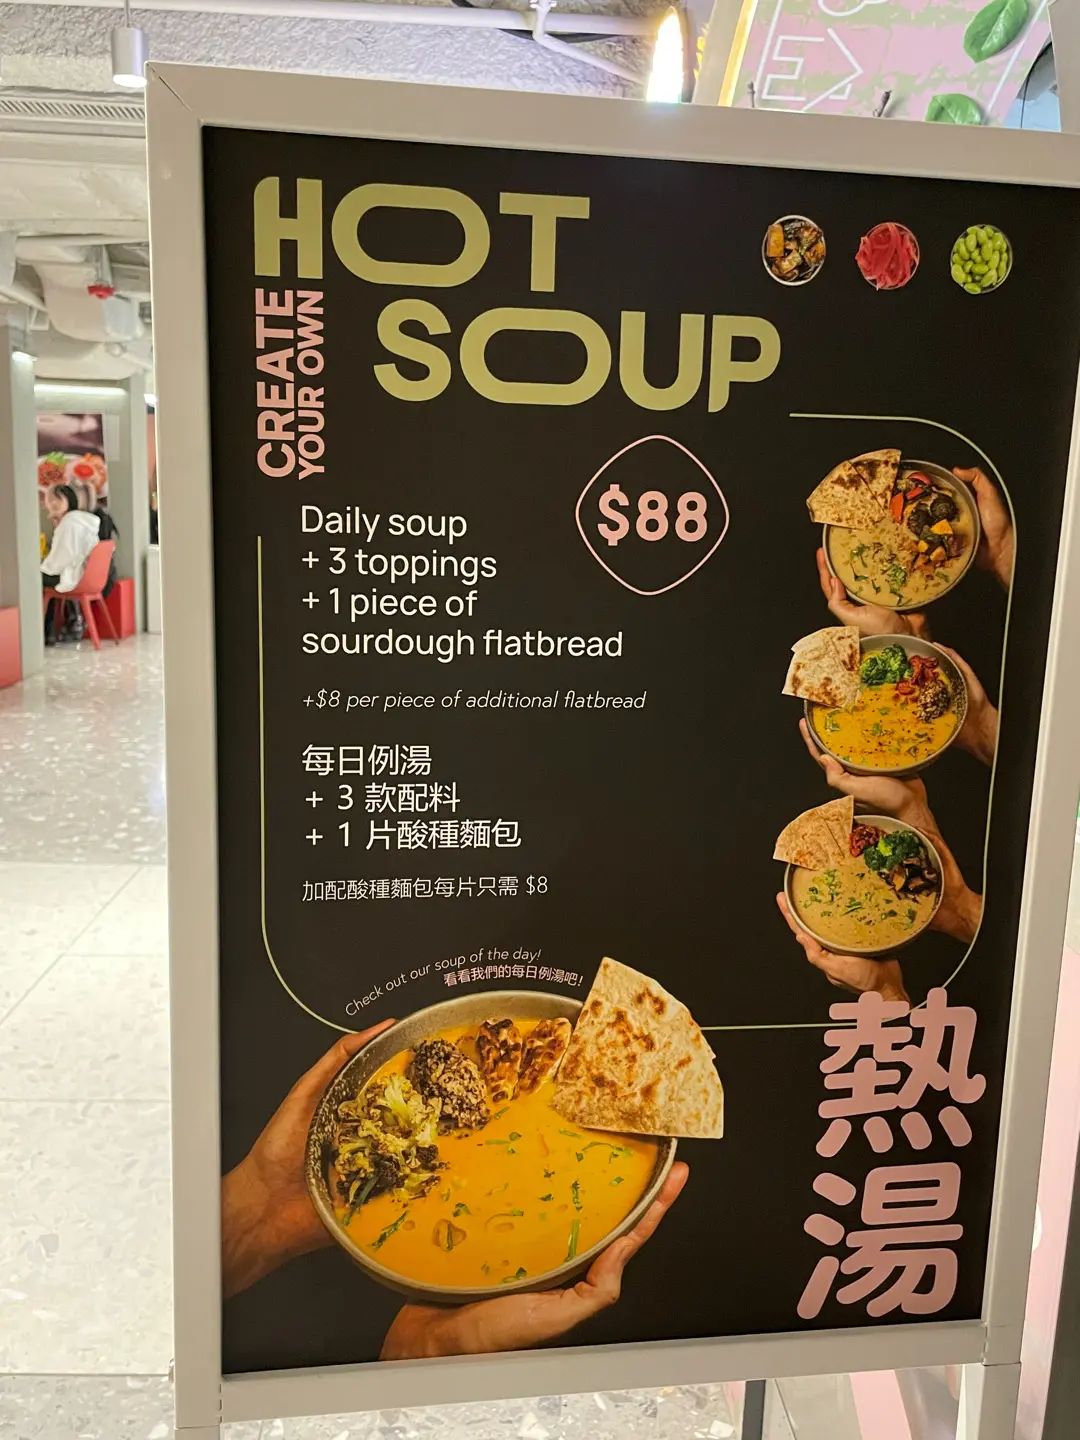 HOT
SOUP
CREATE
YOUR OWN
$88
Daily soup
+ 3 toppings
+ 1 piece of
sourdough flatbread
+$8 per piece of additional flatbread
每日例湯
+ 3 款配料
+ 1 片酸種麵包
加配酸種麵包每片只需 $8
Check out our soup of the day!
看看我們的每日例湯吧!
熱
湯